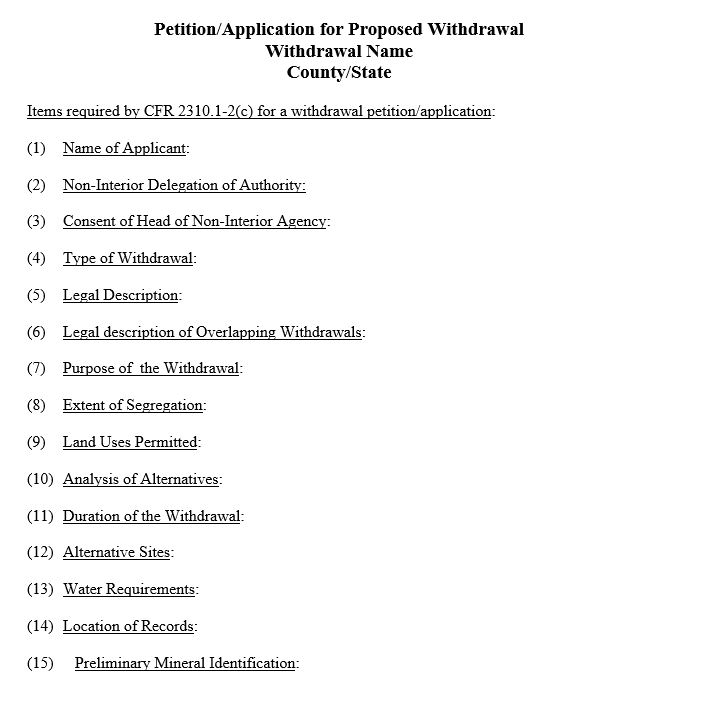 Petition/Application for Proposed Withdrawal
Withdrawal Name
County/State
Items required by CFR 2310.1-2(c) for a withdrawal petition/application:
(1) Name of Applicant:
(2) Non-Interior Delegation of Authority:
(3) Consent of Head of Non-Interior Agency:
(4) Type of Withdrawal:
(5) Legal Description:
(6) Legal description of Overlapping Withdrawals:
(7) Purpose of the Withdrawal:
(8) Extent of Segregation:
(9) Land Uses Permitted:
(10) Analysis of Alternatives:
(11) Duration of the Withdrawal:
(12) Alternative Sites:
(13) Water Requirements:
(14) Location of Records:
(15) Preliminary Mineral Identification: